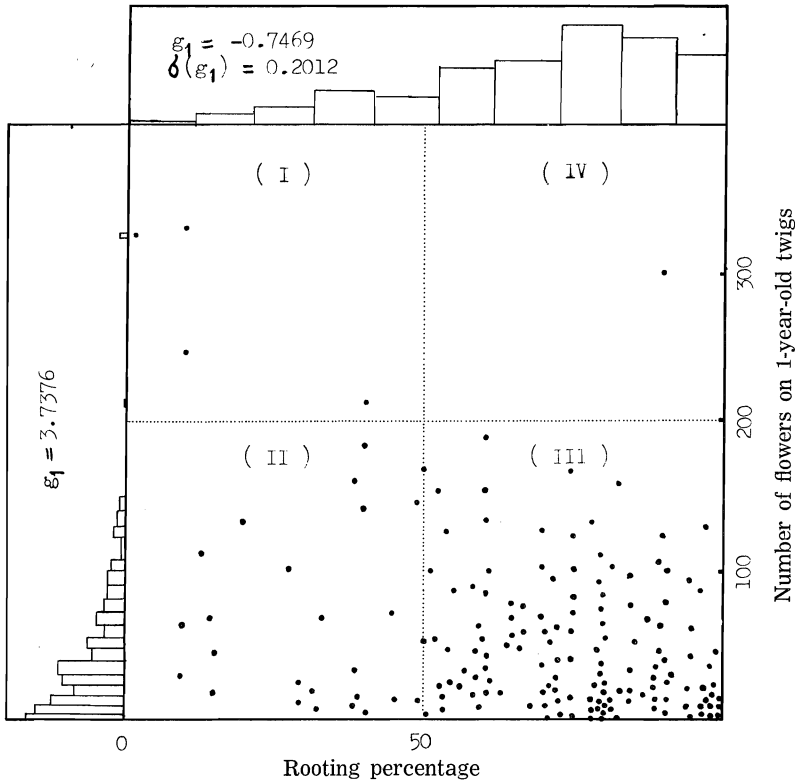 g₁ = -0.7469
δ(g₁) = 0.2012
( I )
( IV )
g₁ = 3.7376
( II )
( III )
300
200
100
Number of flowers on 1-year-old twigs
0
50
Rooting percentage